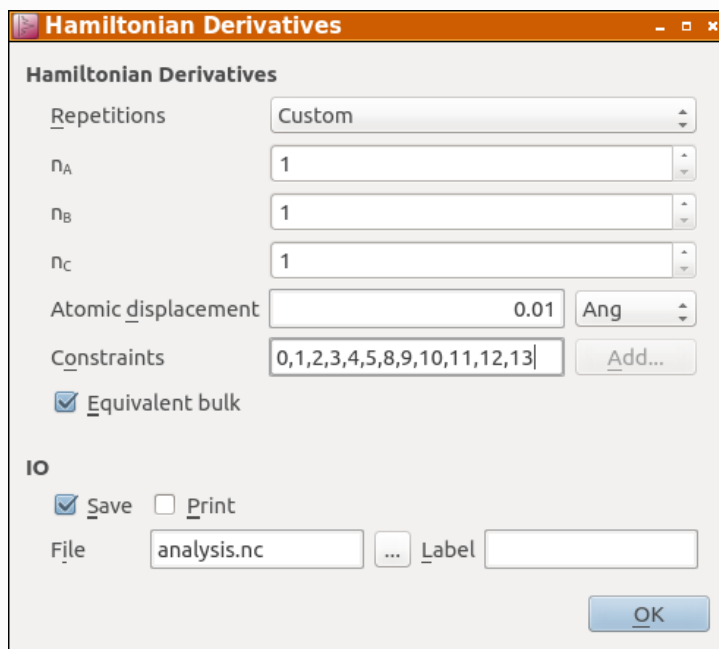 Hamiltonian Derivatives
Hamiltonian Derivatives
Repetitions Custom
nA 1
nB 1
nC 1
Atomic displacement 0.01 Ang
Constraints 0,1,2,3,4,5,8,9,10,11,12,13 Add...
Equivalent bulk
IO
Save Print
File analysis.nc ... Label
OK